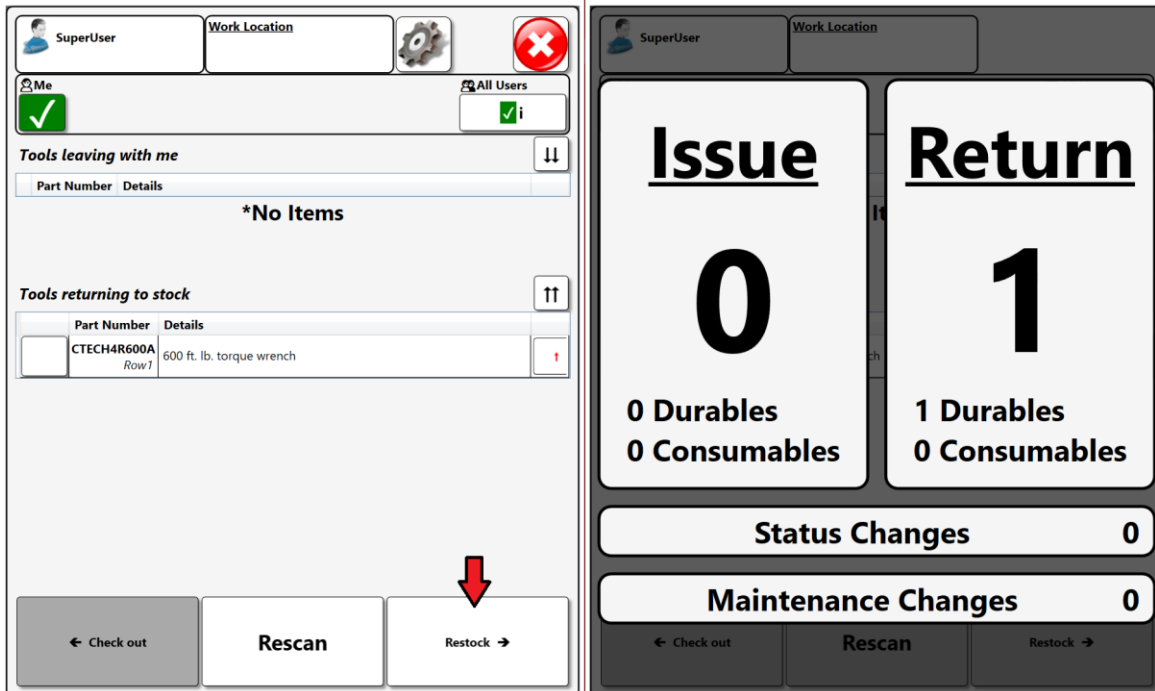 SuperUser
Work Location
Me
All Users
i
Tools leaving with me
Part Number Details
*No Items
Tools returning to stock
Part Number Details
CTECH4R600A
Row1
600 ft. lb. torque wrench
← Check out
Rescan
Restock →
SuperUser
Work Location
Issue
0
0 Durables
0 Consumables
Return
1
1 Durables
0 Consumables
Status Changes 0
Maintenance Changes 0
← Check out
Rescan
Restock →